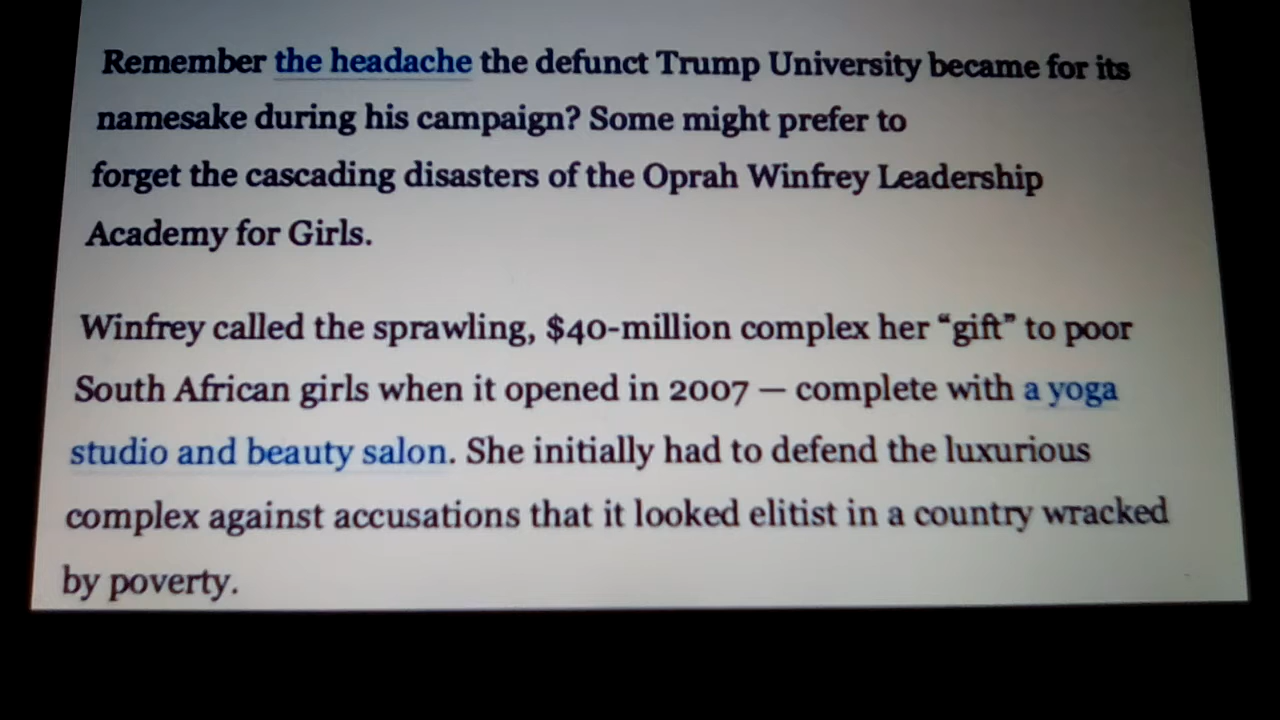 Remember the headache the defunct Trump University became for its
namesake during his campaign? Some might prefer to
forget the cascading disasters of the Oprah Winfrey Leadership
Academy for Girls.
Winfrey called the sprawling, $40-million complex her “gift” to poor
South African girls when it opened in 2007 — complete with a yoga
studio and beauty salon. She initially had to defend the luxurious
complex against accusations that it looked elitist in a country wracked
by poverty.